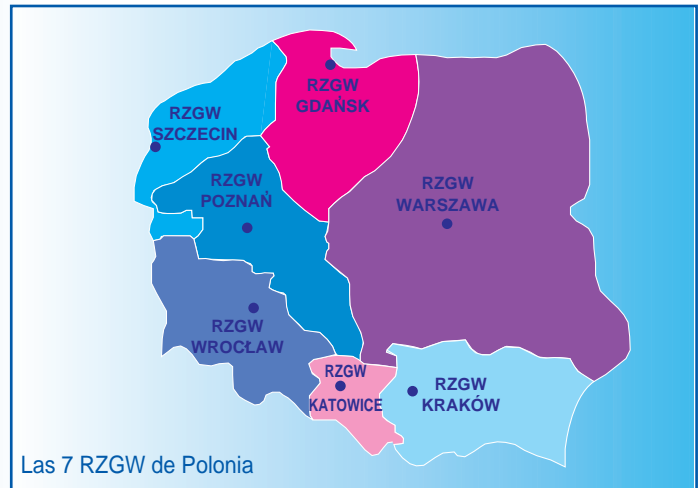 RZGW
GDAŃSK
RZGW
SZCZECIN
RZGW
POZNAŃ
RZGW
WARSZAWA
RZGW
WROCŁAW
RZGW
KATOWICE
RZGW
KRAKÓW
Las 7 RZGW de Polonia